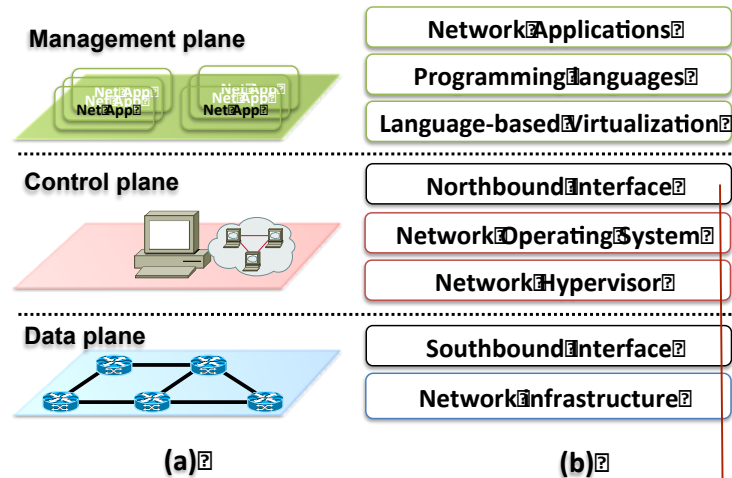 Management plane
Net App
Net App
Net App
Net App
Net App
Net App
Control plane
Data plane
(a)
Network Applications
Programming languages
Language-based Virtualization
Northbound Interface
Network Operating System
Network Hypervisor
Southbound Interface
Network Infrastructure
(b)